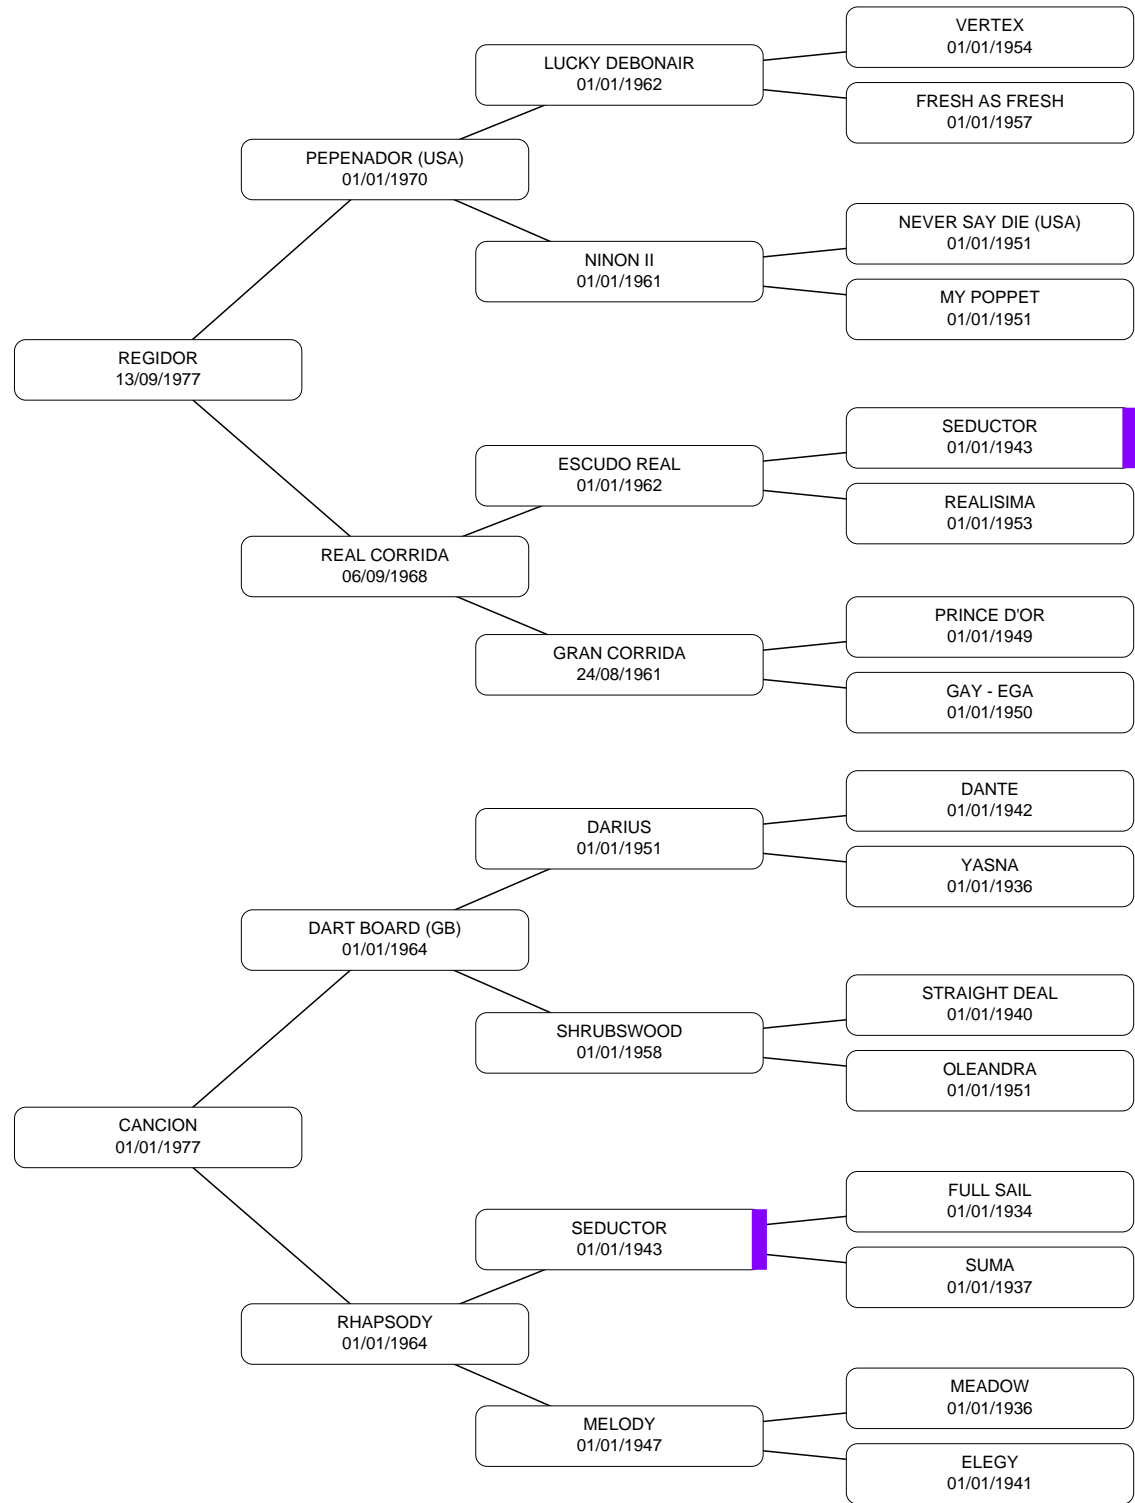 VERTEX
01/01/1954
LUCKY DEBONAIR
01/01/1962
FRESH AS FRESH
01/01/1957
PEPENADOR (USA)
01/01/1970
NEVER SAY DIE (USA)
01/01/1951
NINON II
01/01/1961
MY POPPET
01/01/1951
REGIDOR
13/09/1977
SEDUCTOR
01/01/1943
ESCUDO REAL
01/01/1962
REALISIMA
01/01/1953
REAL CORRIDA
06/09/1968
PRINCE D'OR
01/01/1949
GRAN CORRIDA
24/08/1961
GAY - EGA
01/01/1950
DANTE
01/01/1942
DARIUS
01/01/1951
YASNA
01/01/1936
DART BOARD (GB)
01/01/1964
STRAIGHT DEAL
01/01/1940
SHRUBSWOOD
01/01/1958
OLEANDRA
01/01/1951
CANCION
01/01/1977
FULL SAIL
01/01/1934
SEDUCTOR
01/01/1943
SUMA
01/01/1937
RHAPSODY
01/01/1964
MEADOW
01/01/1936
MELODY
01/01/1947
ELEGY
01/01/1941